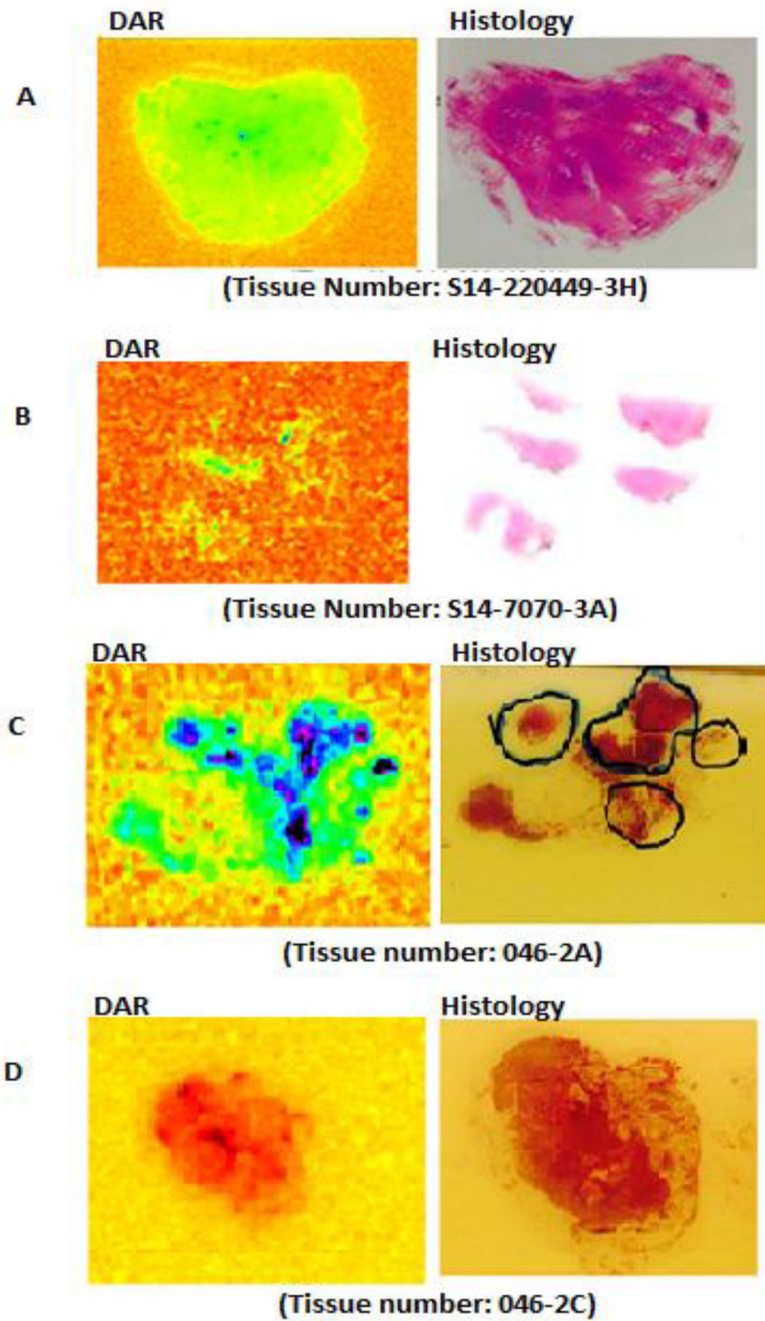 DAR Histology
A
(Tissue Number: S14-220449-3H)
DAR Histology
B
(Tissue Number: S14-7070-3A)
DAR Histology
C
(Tissue number: 046-2A)
DAR Histology
D
(Tissue number: 046-2C)